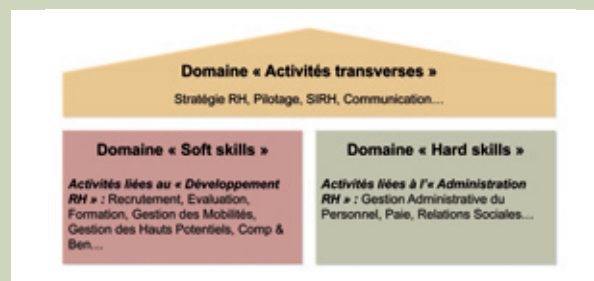 Domaine « Activités transverses »
Stratégie RH, Pilotage, SIRH, Communication…
Domaine « Soft skills »
Activités liées au « Développement
RH » : Recrutement, Evaluation,
Formation, Gestion des Mobilités,
Gestion des Hauts Potentiels, Comp &
Ben…
Domaine « Hard skills »
Activités liées à l'« Administration
RH » : Gestion Administrative du
Personnel, Paie, Relations Sociales…